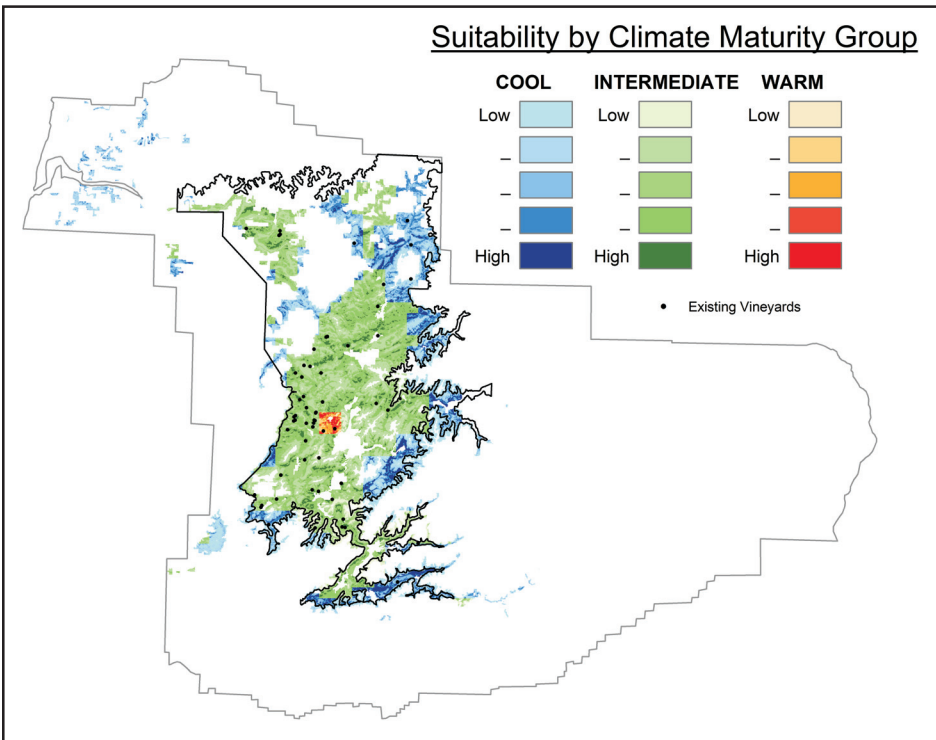 Suitability by Climate Maturity Group
COOL INTERMEDIATE WARM
Low Low Low
– – –
– – –
– – –
High High High
Existing Vineyards